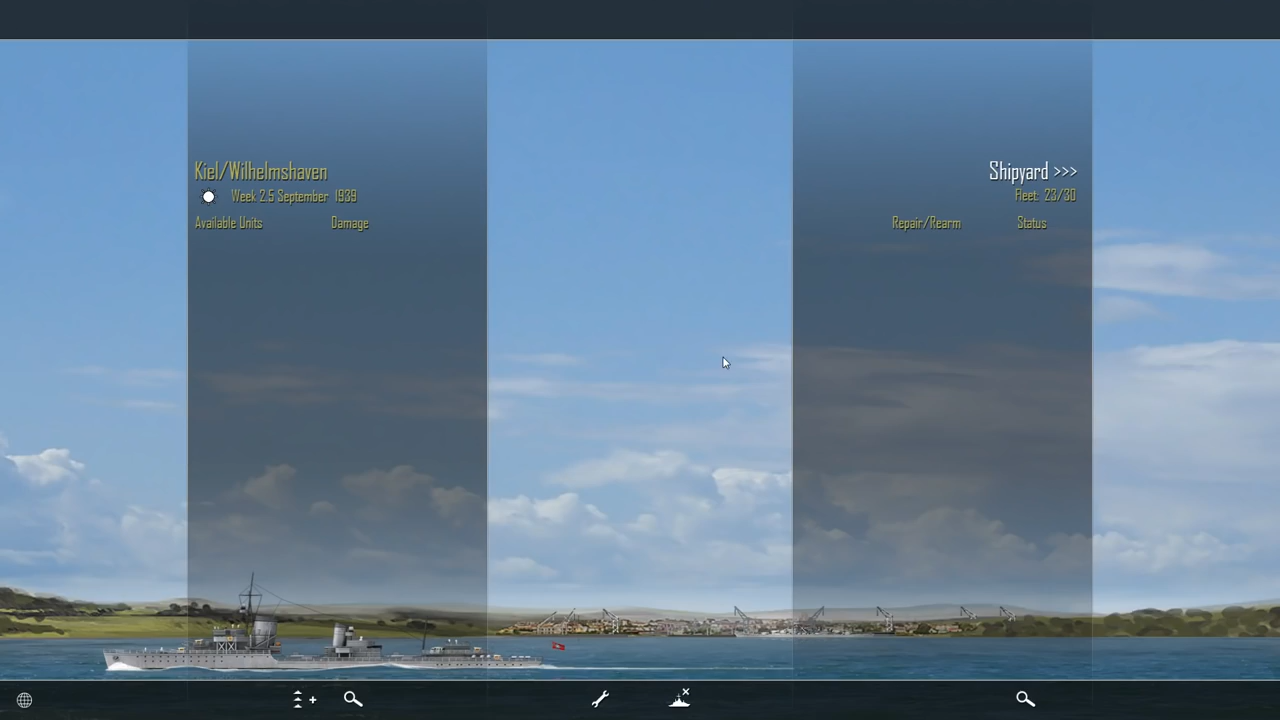 Kiel/Wilhelmshaven
Week 2.5 September 1939
Available Units Damage
Shipyard >>>
Fleet: 23/30
Repair/Rearm Status